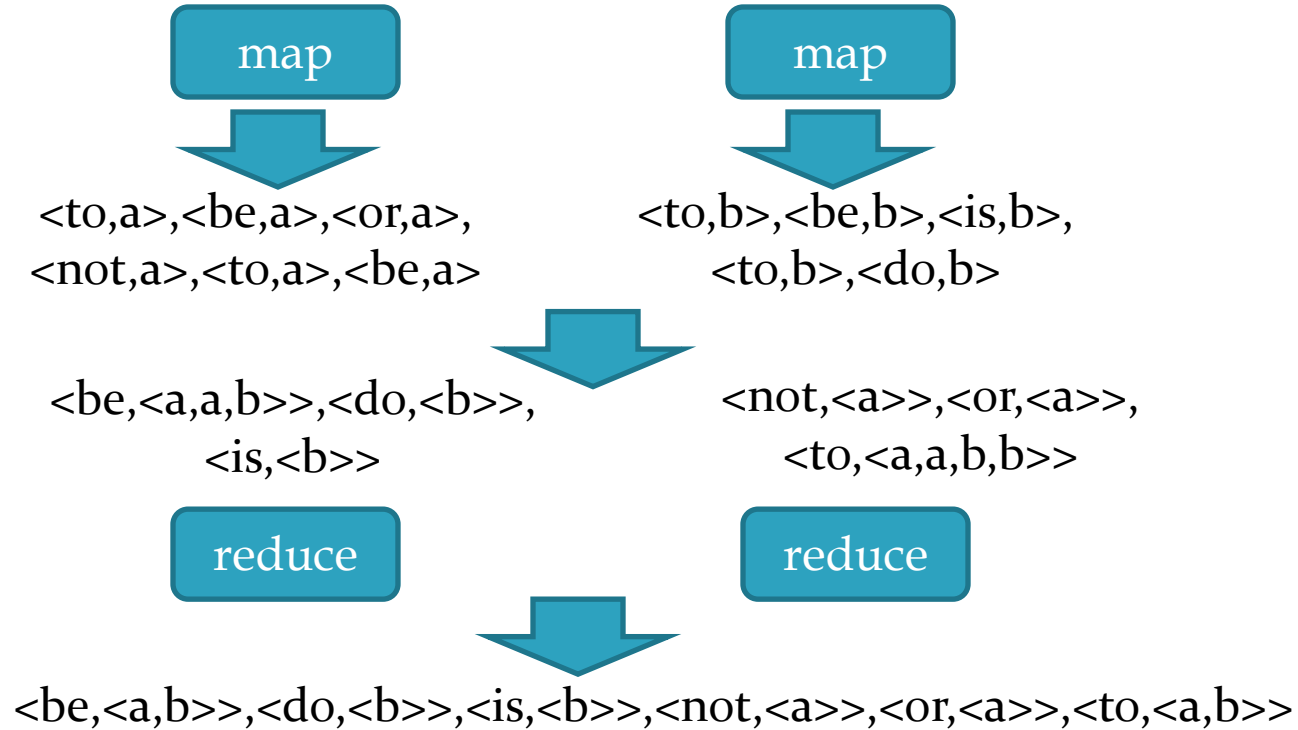 map
map
<to,a>,<be,a>,<or,a>,
<not,a>,<to,a>,<be,a>
<to,b>,<be,b>,<is,b>,
<to,b>,<do,b>
<be,<a,a,b>>,<do,<b>>,
<is,<b>>
<not,<a>>,<or,<a>>,
<to,<a,a,b,b>>
reduce
reduce
<be,<a,b>>,<do,<b>>,<is,<b>>,<not,<a>>,<or,<a>>,<to,<a,b>>